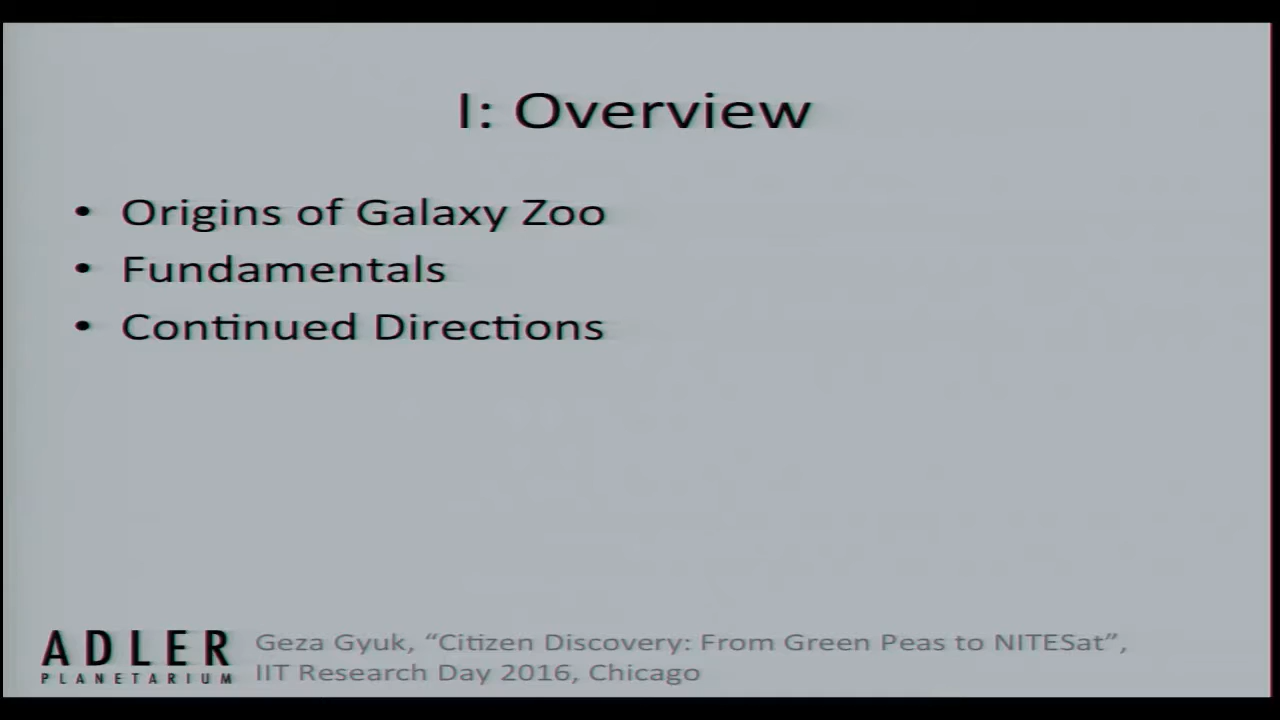 I: Overview
• Origins of Galaxy Zoo
• Fundamentals
• Continued Directions
ADLER
PLANETARIUM
Geza Gyuk, “Citizen Discovery: From Green Peas to NITESat”,
IIT Research Day 2016, Chicago